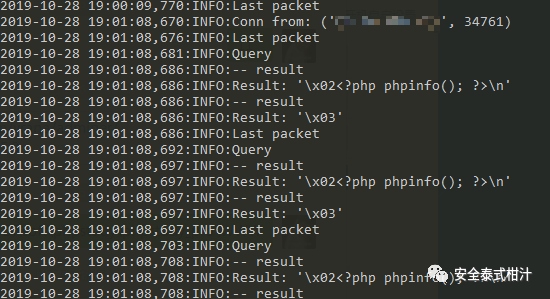 2019-10-28 19:00:09,770:INFO:Last packet
2019-10-28 19:01:08,670:INFO:Conn from: ('', 34761)
2019-10-28 19:01:08,676:INFO:Last packet
2019-10-28 19:01:08,681:INFO:Query
2019-10-28 19:01:08,686:INFO:-- result
2019-10-28 19:01:08,686:INFO:Result: '\x02<?php phpinfo(); ?>\n'
2019-10-28 19:01:08,686:INFO:-- result
2019-10-28 19:01:08,686:INFO:Result: '\x03'
2019-10-28 19:01:08,686:INFO:Last packet
2019-10-28 19:01:08,692:INFO:Query
2019-10-28 19:01:08,697:INFO:-- result
2019-10-28 19:01:08,697:INFO:Result: '\x02<?php phpinfo(); ?>\n'
2019-10-28 19:01:08,697:INFO:-- result
2019-10-28 19:01:08,697:INFO:Result: '\x03'
2019-10-28 19:01:08,697:INFO:Last packet
2019-10-28 19:01:08,703:INFO:Query
2019-10-28 19:01:08,708:INFO:-- result
安全泰式柑汁
2019-10-28 19:01:08,708:INFO:Result: '\x02<?php phpinfo(); ?>\n'
2019-10-28 19:01:08,708:INFO:-- result